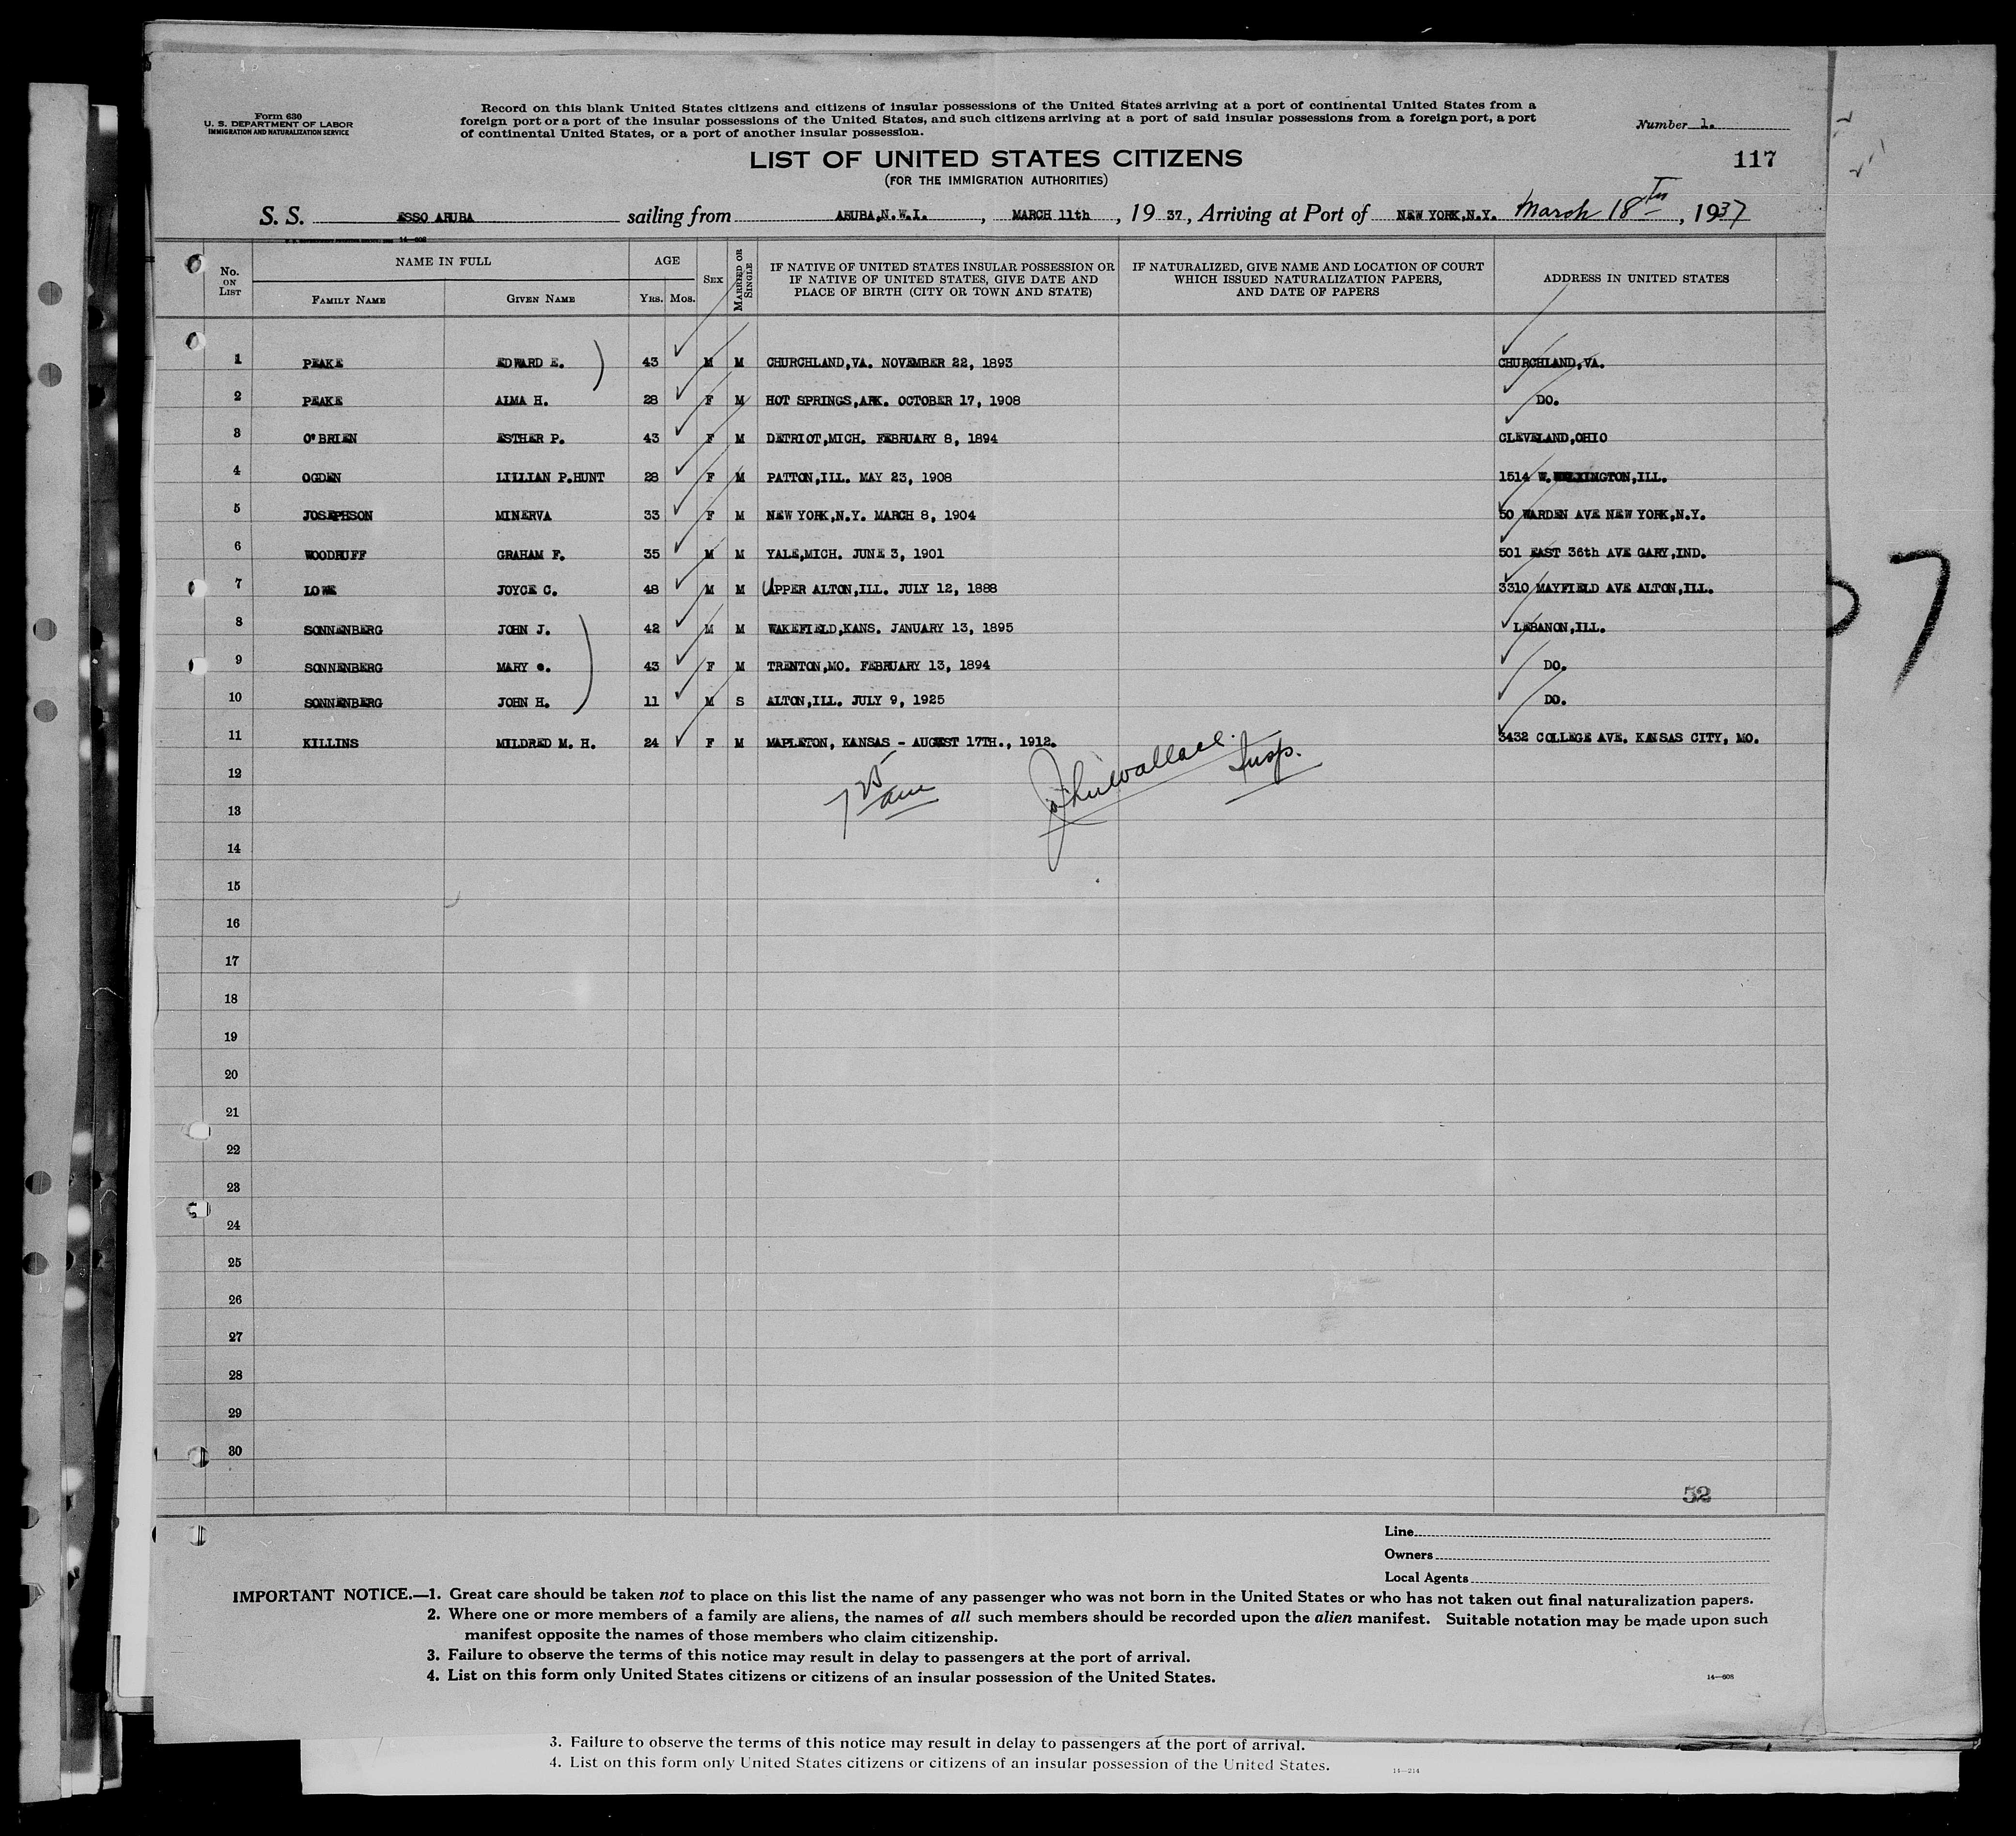 Form 630
U. S. DEPARTMENT OF LABOR
IMMIGRATION AND NATURALIZATION SERVICE
Record on this blank United States citizens and citizens of insular possessions of the United States arriving at a port of continental United States from a
foreign port or a port of the insular possessions of the United States, and such citizens arriving at a port of said insular possessions from a foreign port, a port
of continental United States, or a port of another insular possession.
Number 1.
117
LIST OF UNITED STATES CITIZENS
(FOR THE IMMIGRATION AUTHORITIES)
S. S. ESSO ARUBA sailing from ARUBA,N.W.I. , MARCH 11th , 19 37, Arriving at Port of NEW YORK,N.Y. March 18th , 1937
No. ON LIST
NAME IN FULL
FAMILY NAME GIVEN NAME
AGE
YRS. MOS.
SEX
MARRIED OR SINGLE
IF NATIVE OF UNITED STATES INSULAR POSSESSION OR
IF NATIVE OF UNITED STATES, GIVE DATE AND
PLACE OF BIRTH (CITY OR TOWN AND STATE)
IF NATURALIZED, GIVE NAME AND LOCATION OF COURT
WHICH ISSUED NATURALIZATION PAPERS,
AND DATE OF PAPERS
ADDRESS IN UNITED STATES
1 PEAKE EDWARD E. 43 M M CHURCHLAND,VA. NOVEMBER 22, 1893 CHURCHLAND,VA.
2 PEAKE ALMA H. 28 F M HOT SPRINGS,ARK. OCTOBER 17, 1908 DO.
3 O'BRIEN ESTHER P. 43 F M DETRIOT,MICH. FEBRUARY 8, 1894 CLEVELAND,OHIO
4 OGDEN LILLIAN P.HUNT 28 F M PATTON,ILL. MAY 23, 1908 1514 W. ILL.
5 JOSEPHSON MINERVA 33 F M NEW YORK,N.Y. MARCH 8, 1904 50 WARDEN AVE NEW YORK,N.Y.
6 WOODRUFF GRAHAM F. 35 M M YALE,MICH. JUNE 3, 1901 501 EAST 36th AVE GARY,IND.
7 LOWE JOYCE C. 48 M M UPPER ALTON,ILL. JULY 12, 1888 3310 MAYFIELD AVE ALTON,ILL.
8 SONNENBERG JOHN J. 42 M M WAKEFIELD,KANS. JANUARY 13, 1895 LEBANON,ILL.
9 SONNENBERG MARY e. 43 F M TRENTON,MO. FEBRUARY 13, 1894 DO.
10 SONNENBERG JOHN H. 11 M S ALTON,ILL. JULY 9, 1925 DO.
11 KILLINS MILDRED M. H. 24 F M MAPLETON, KANSAS - AUGUST 17TH., 1912. 3432 COLLEGE AVE. KANSAS CITY, MO.
7 25 am
Jno Wallace Insp.
12
13
14
15
16
17
18
19
20
21
22
23
24
25
26
27
28
29
30
7
52
Line
Owners
Local Agents
IMPORTANT NOTICE.—1. Great care should be taken not to place on this list the name of any passenger who was not born in the United States or who has not taken out final naturalization papers.
2. Where one or more members of a family are aliens, the names of all such members should be recorded upon the alien manifest. Suitable notation may be made upon such
manifest opposite the names of those members who claim citizenship.
3. Failure to observe the terms of this notice may result in delay to passengers at the port of arrival.
4. List on this form only United States citizens or citizens of an insular possession of the United States.
14—608
3. Failure to observe the terms of this notice may result in delay to passengers at the port of arrival.
4. List on this form only United States citizens or citizens of an insular possession of the United States.
14—214